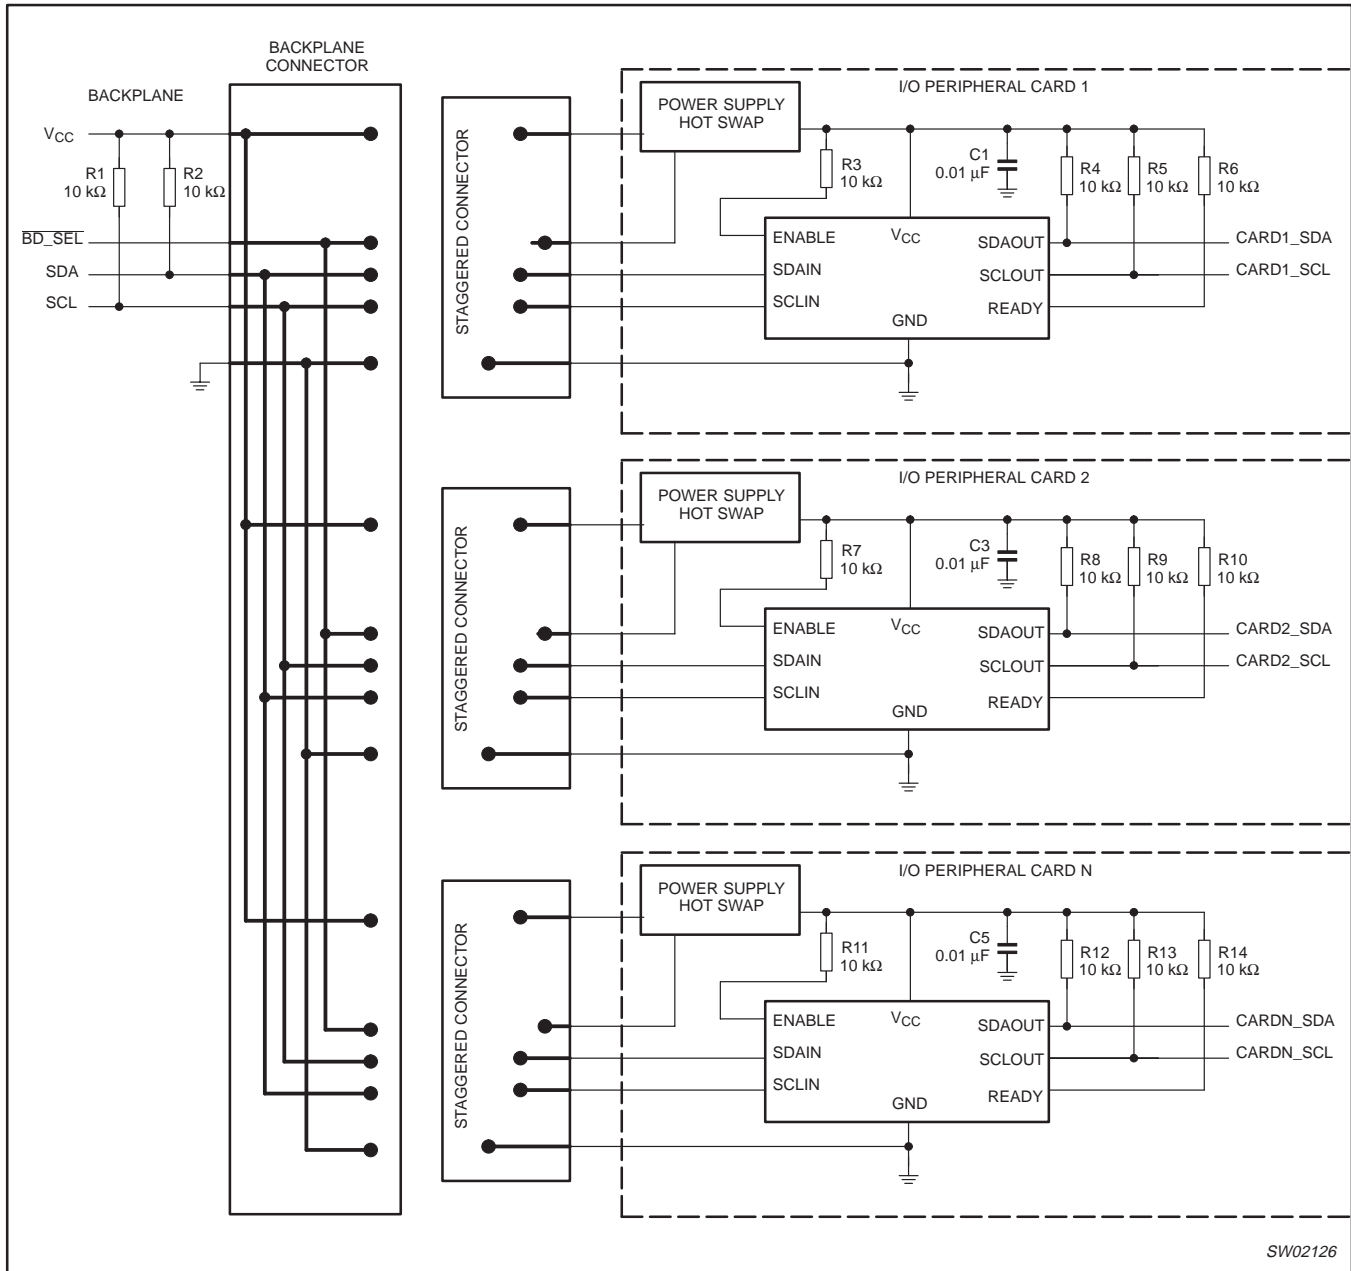 BACKPLANE
CONNECTOR
BACKPLANE
VCC
R1
10 kΩ
R2
10 kΩ
BD_SEL
SDA
SCL
STAGGERED CONNECTOR
I/O PERIPHERAL CARD 1
POWER SUPPLY
HOT SWAP
R3
10 kΩ
C1
0.01 µF
R4
10 kΩ
R5
10 kΩ
R6
10 kΩ
ENABLE
VCC
SDAOUT
CARD1_SDA
SDAIN
SCLOUT
CARD1_SCL
SCLIN
READY
GND
STAGGERED CONNECTOR
I/O PERIPHERAL CARD 2
POWER SUPPLY
HOT SWAP
R7
10 kΩ
C3
0.01 µF
R8
10 kΩ
R9
10 kΩ
R10
10 kΩ
ENABLE
VCC
SDAOUT
CARD2_SDA
SDAIN
SCLOUT
CARD2_SCL
SCLIN
READY
GND
STAGGERED CONNECTOR
I/O PERIPHERAL CARD N
POWER SUPPLY
HOT SWAP
R11
10 kΩ
C5
0.01 µF
R12
10 kΩ
R13
10 kΩ
R14
10 kΩ
ENABLE
VCC
SDAOUT
CARDN_SDA
SDAIN
SCLOUT
CARDN_SCL
SCLIN
READY
GND
SW02126